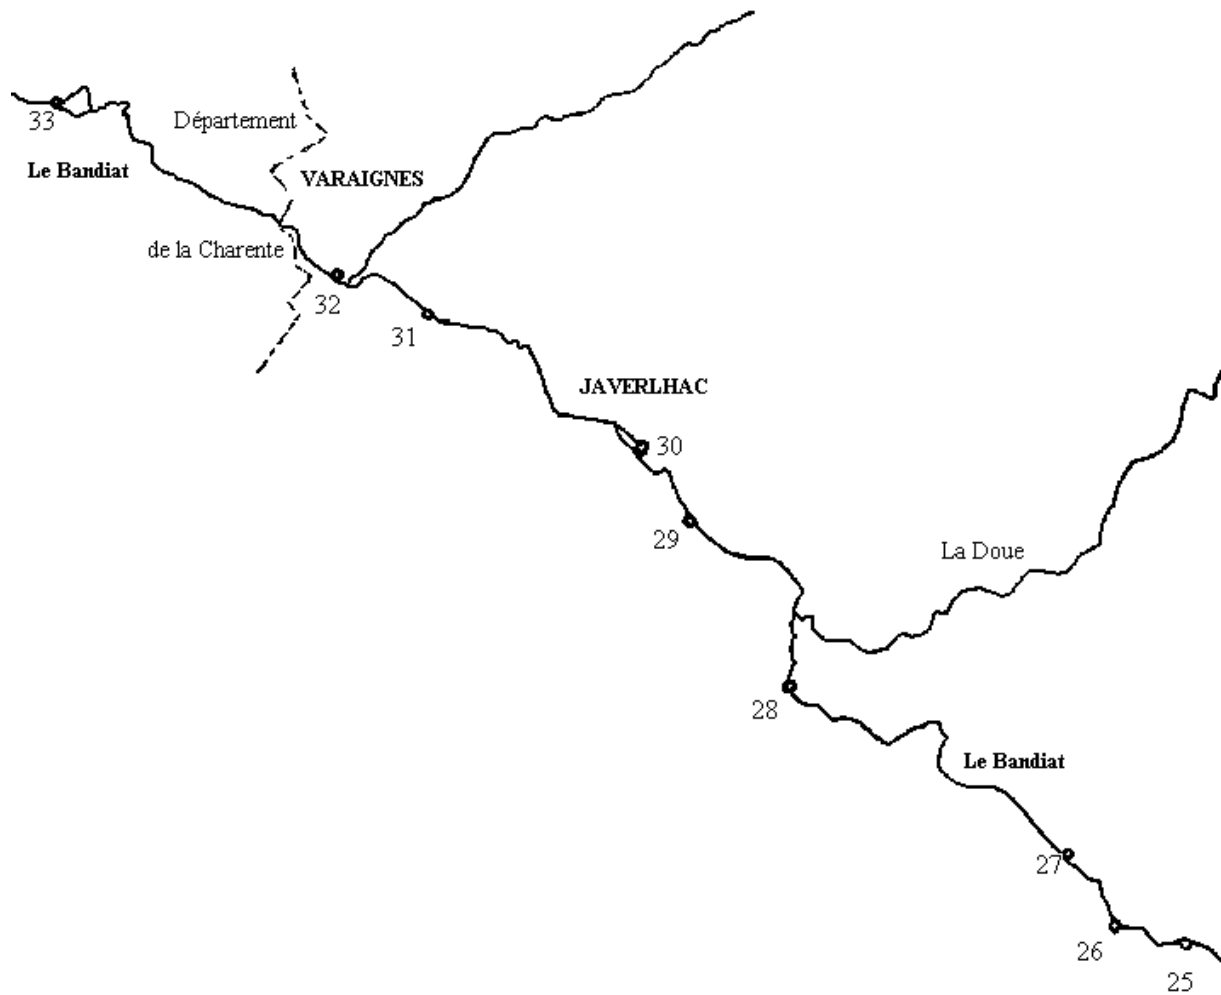 33
Département
Le Bandiat
VARAIGNES
de la Charente
32
31
JAVERLHAC
30
29
La Doue
28
Le Bandiat
27
26
25